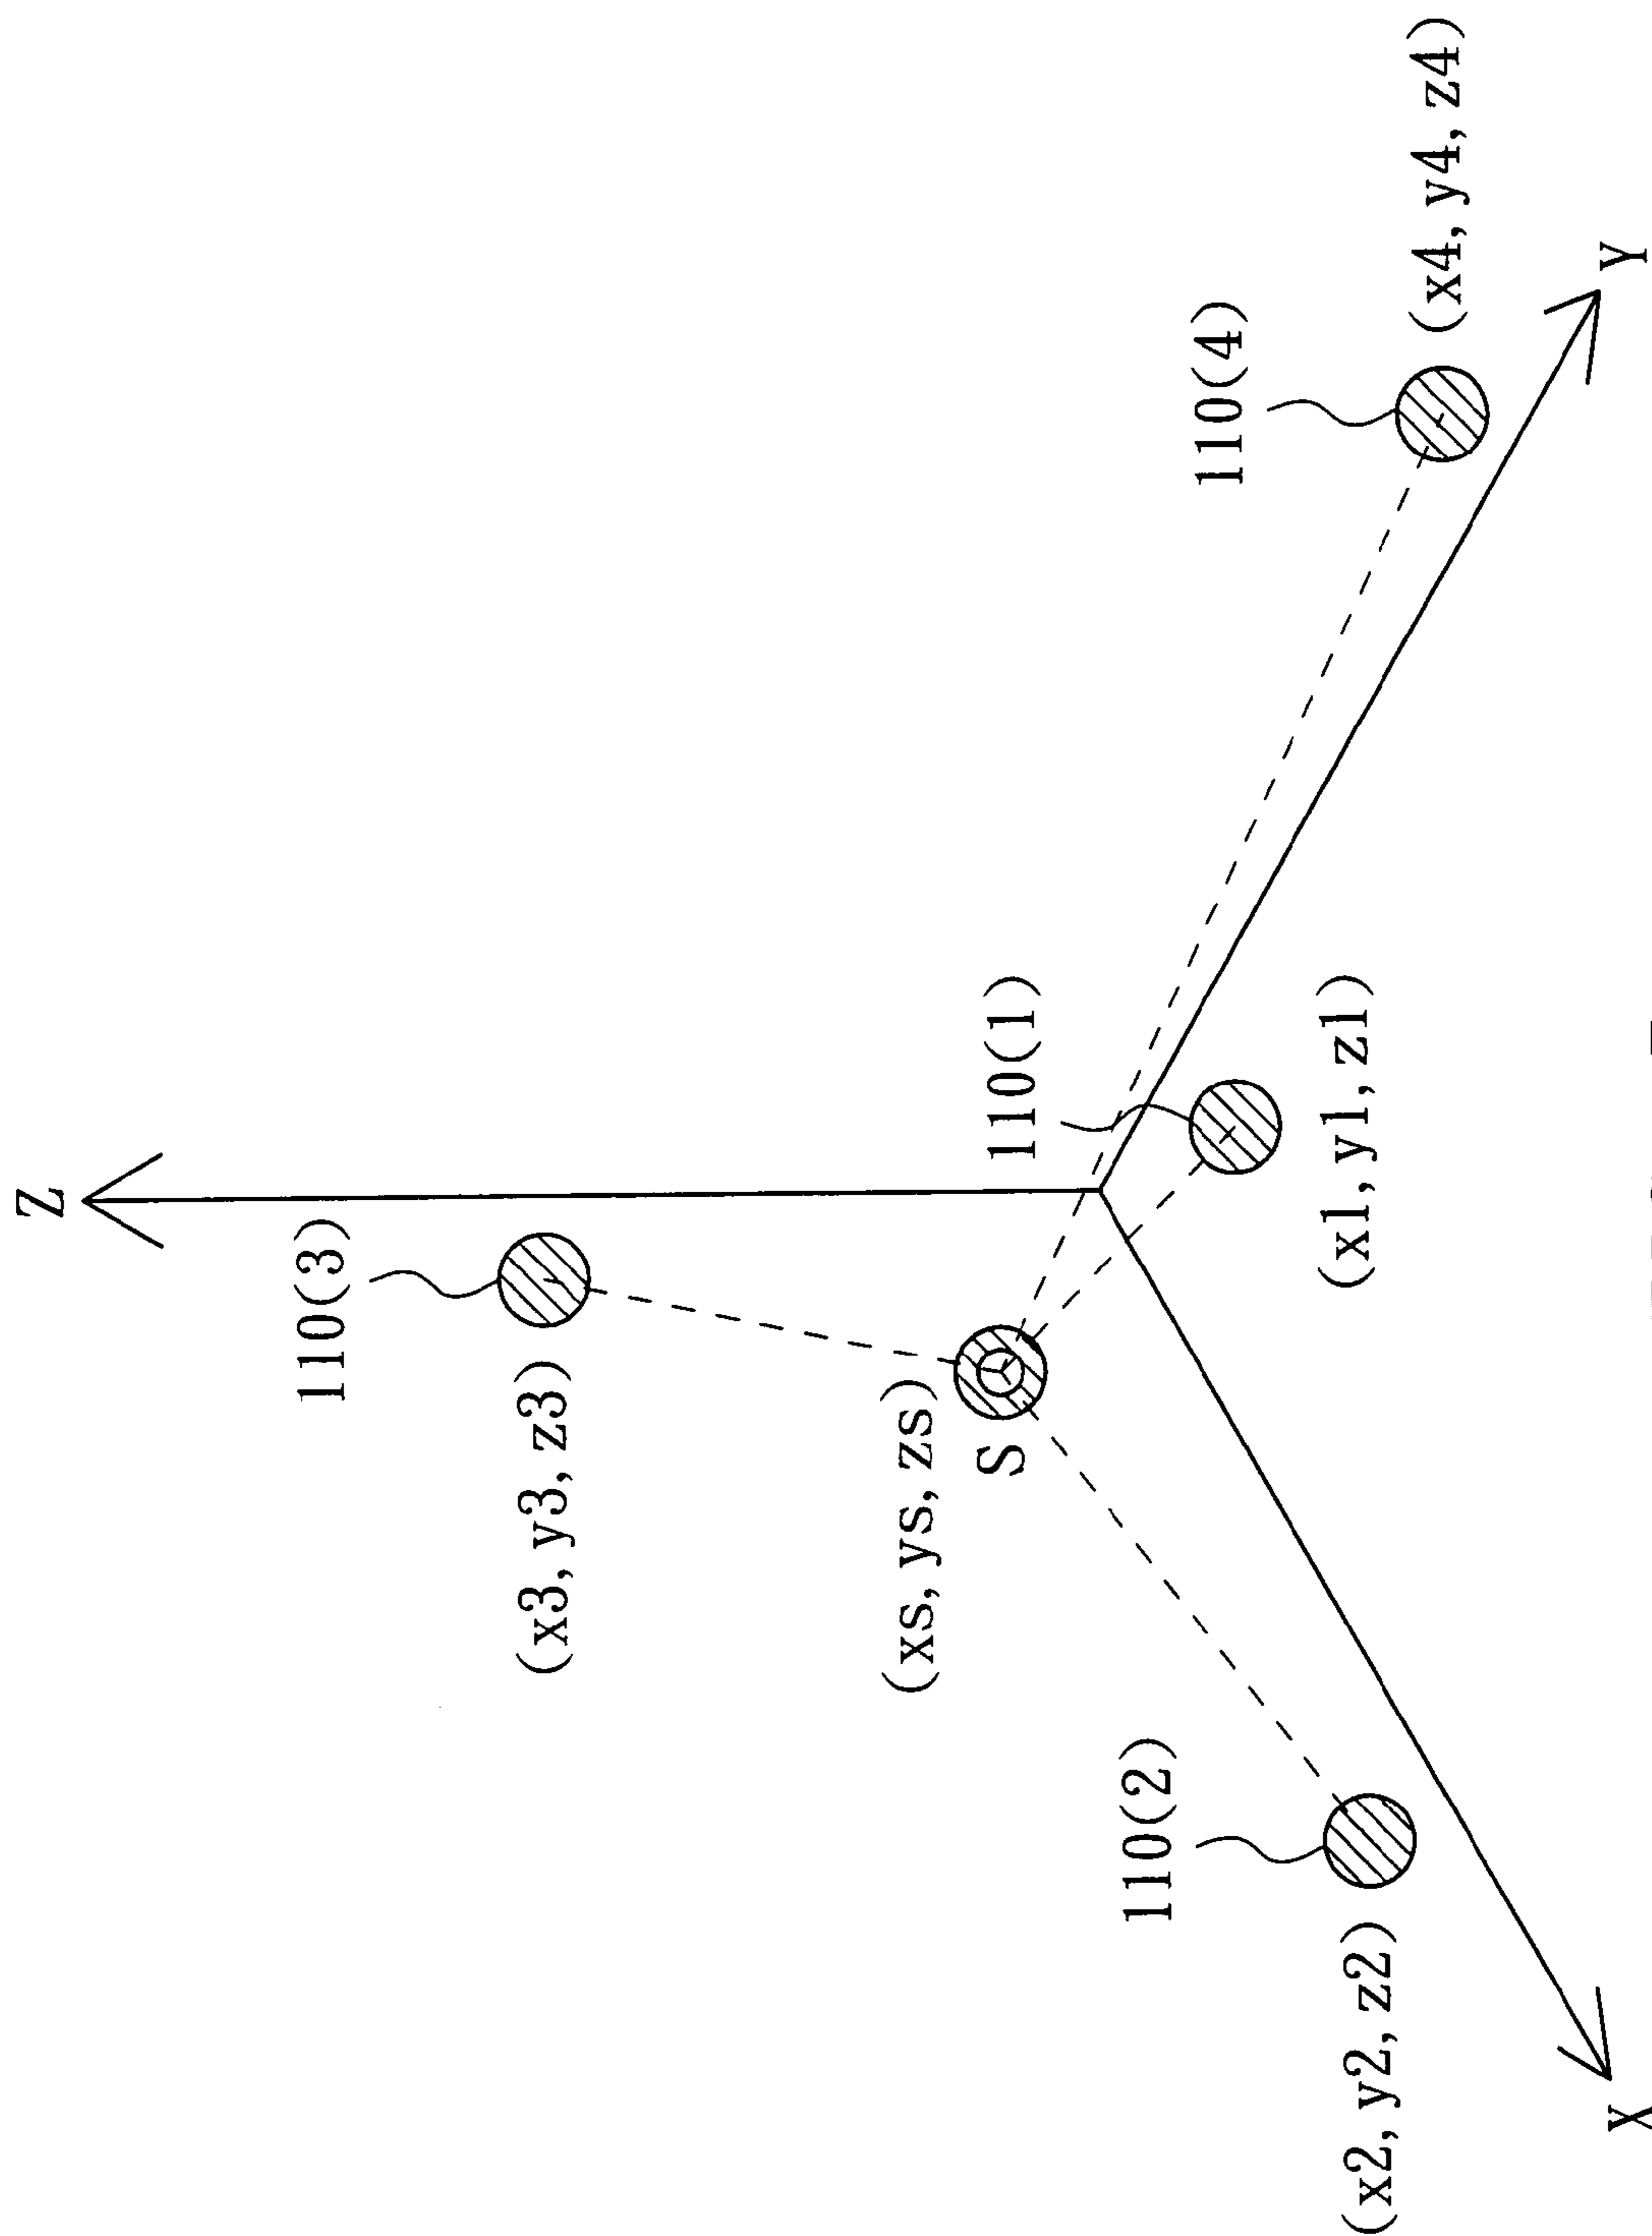 Z
110(3)
(x3, y3, z3)
(xs, ys, zs)
S
110(1)
110(2)
110(4)
(x1, y1, z1)
(x2, y2, z2)
(x4, y4, z4)
X
Y